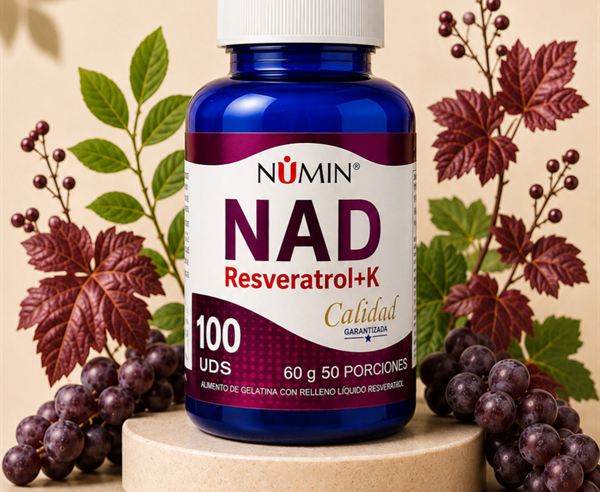 NUMIN®
NAD
Resveratrol+K
Calidad
GARANTIZADA
100
UDS
60 g 50 PORCIONES
ALIMENTO DE GELATINA CON RELLENO LÍQUIDO RESVERATROL